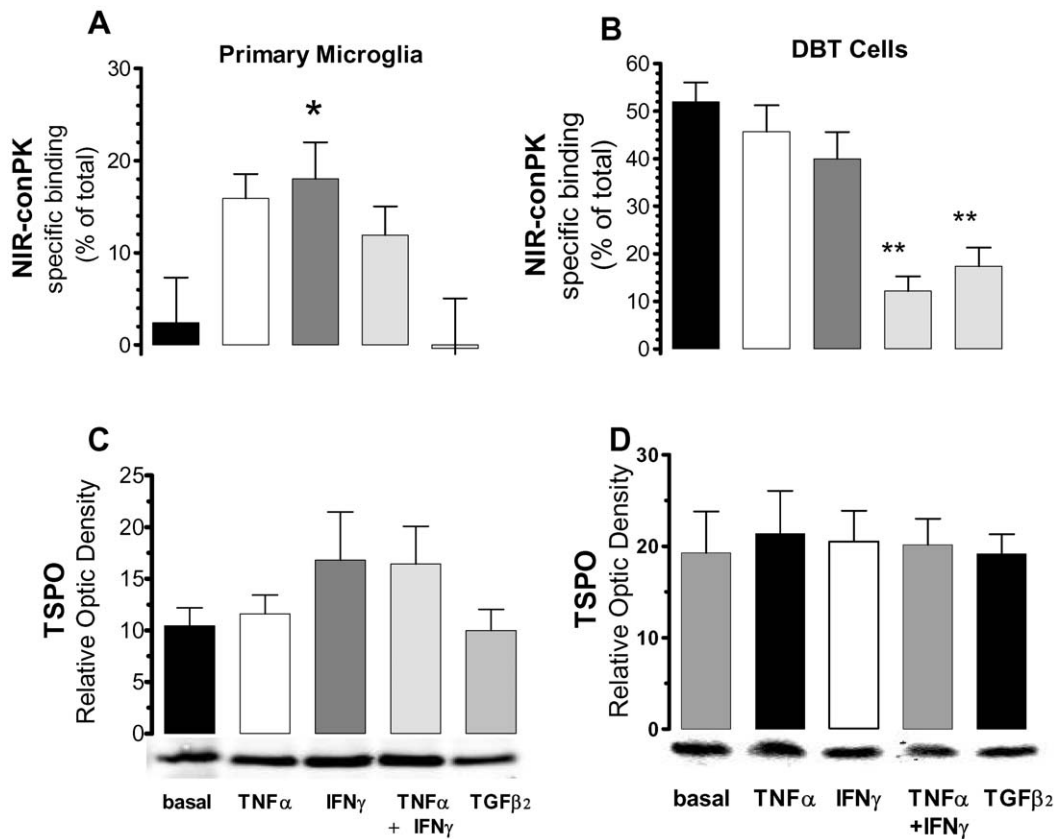 A
Primary Microglia
NIR-conPK
specific binding
(% of total)
30
20
10
0
*
B
DBT Cells
NIR-conPK
specific binding
(% of total)
60
50
40
30
20
10
0
**
**
C
TSPO
Relative Optic Density
25
20
15
10
5
0
basal
TNFα
IFNγ
TNFα
+ IFNγ
TGFβ2
D
TSPO
Relative Optic Density
30
20
10
0
basal
TNFα
IFNγ
TNFα
+IFNγ
TGFβ2